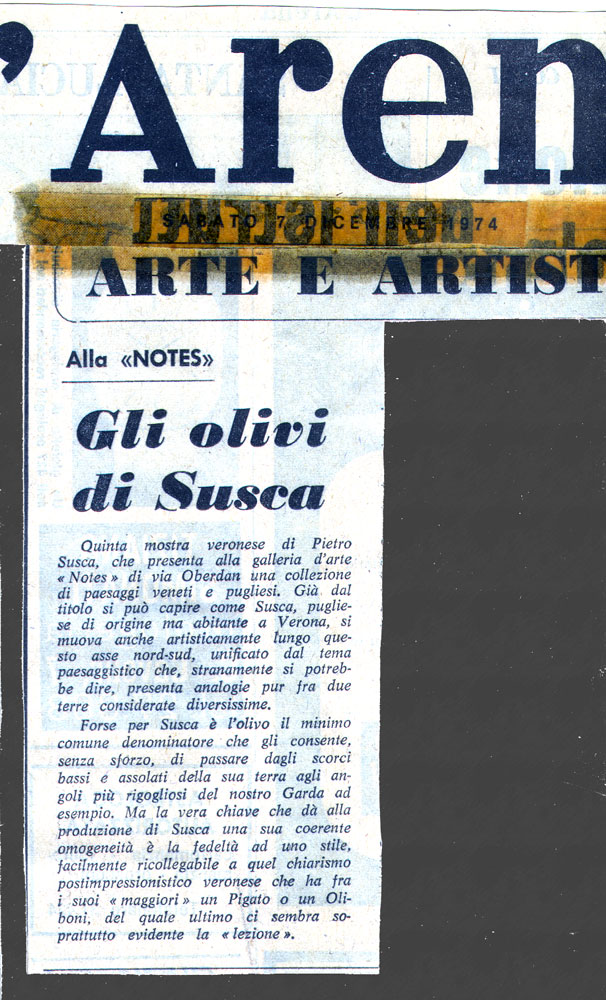 'Aren
SABATO 7 DICEMBRE 1974
ARTE E ARTIST
Alla «NOTES»
Gli olivi
di Susca
Quinta mostra veronese di Pietro
Susca, che presenta alla galleria d'arte
«Notes» di via Oberdan una collezione
di paesaggi veneti e pugliesi. Già dal
titolo si può capire come Susca, puglie-
se di origine ma abitante a Verona, si
muova anche artisticamente lungo que-
sto asse nord-sud, unificato dal tema
paesaggistico che, stranamente si potreb-
be dire, presenta analogie pur fra due
terre considerate diversissime.
Forse per Susca è l'olivo il minimo
comune denominatore che gli consente,
senza sforzo, di passare dagli scorci
bassi e assolati della sua terra agli an-
goli più rigogliosi del nostro Garda ad
esempio. Ma la vera chiave che dà alla
produzione di Susca una sua coerente
omogeneità è la fedeltà ad uno stile,
facilmente ricollegabile a quel chiarismo
postimpressionistico veronese che ha fra
i suoi «maggiori» un Pigato o un Oli-
boni, del quale ultimo ci sembra so-
prattutto evidente la «lezione».